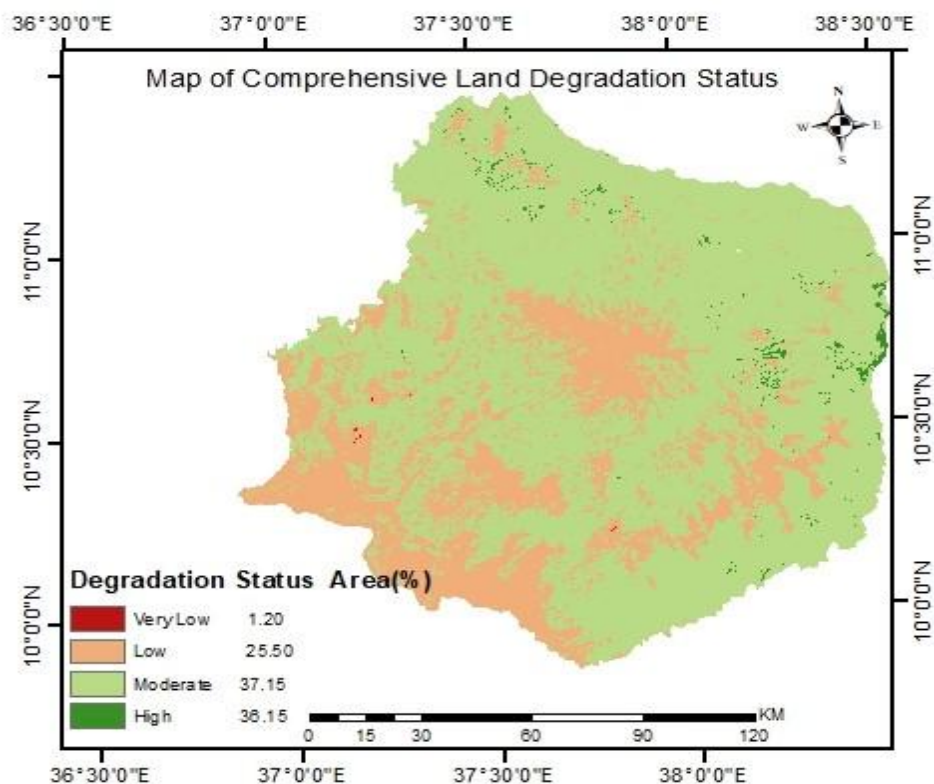 36°30'0"E 37°0'0"E 37°30'0"E 38°0'0"E 38°30'0"E
Map of Comprehensive Land Degradation Status
N
W E
S
11°0'0"N 11°0'0"N
10°30'0"N 10°30'0"N
10°0'0"N 10°0'0"N
Degradation Status Area(%)
Very Low 1.20
Low 25.50
Moderate 37.15
High 36.15
KM
0 15 30 60 90 120
36°30'0"E 37°0'0"E 37°30'0"E 38°0'0"E